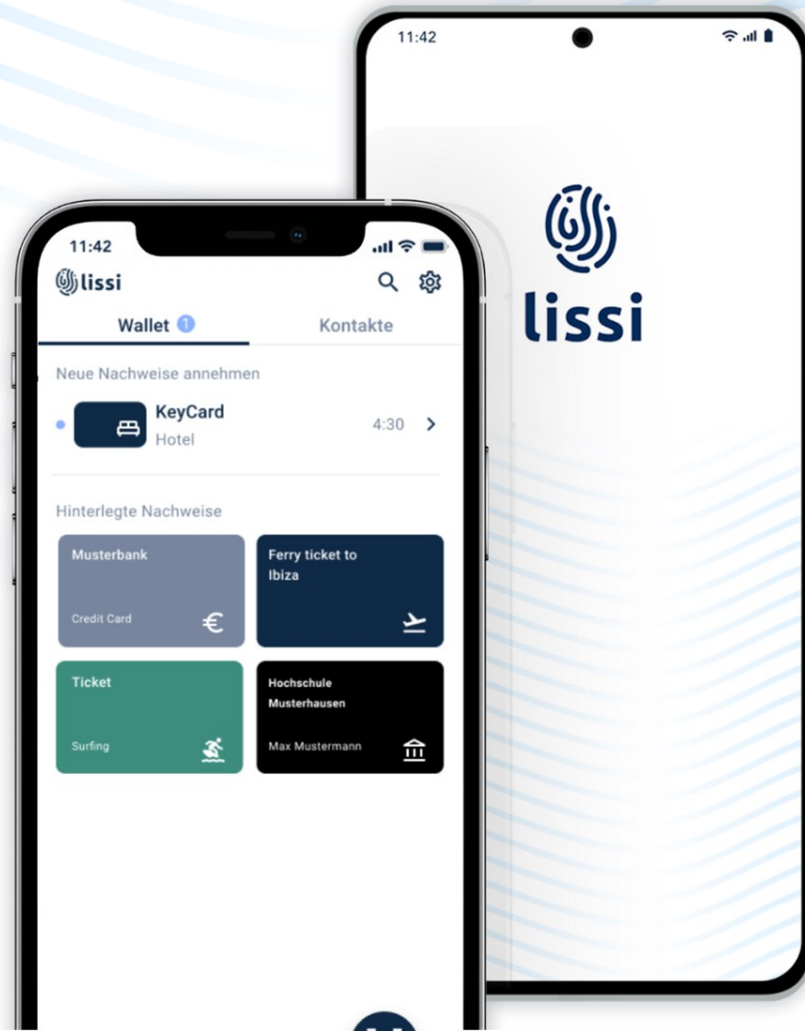 11:42
lissi
11:42
lissi
Wallet 1
Kontakte
Neue Nachweise annehmen
KeyCard
Hotel
4:30
Hinterlegte Nachweise
Musterbank
Credit Card
€
Ferry ticket to
Ibiza
Ticket
Surfing
Hochschule
Musterhausen
Max Mustermann